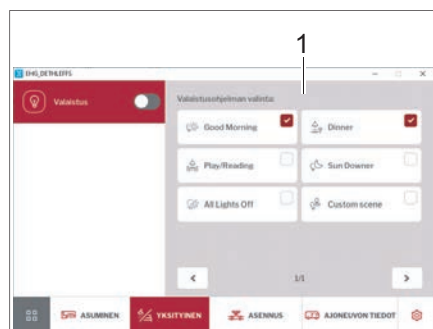 1
EHG_DETHLEFFS
Valaistus
Valaistusohjelman valinta:
Good Morning
Dinner
Play/Reading
Sun Downer
All Lights Off
Custom scene
1/1
ASUMINEN
YKSITYINEN
ASENNUS
AJONEUVON TIEDOT